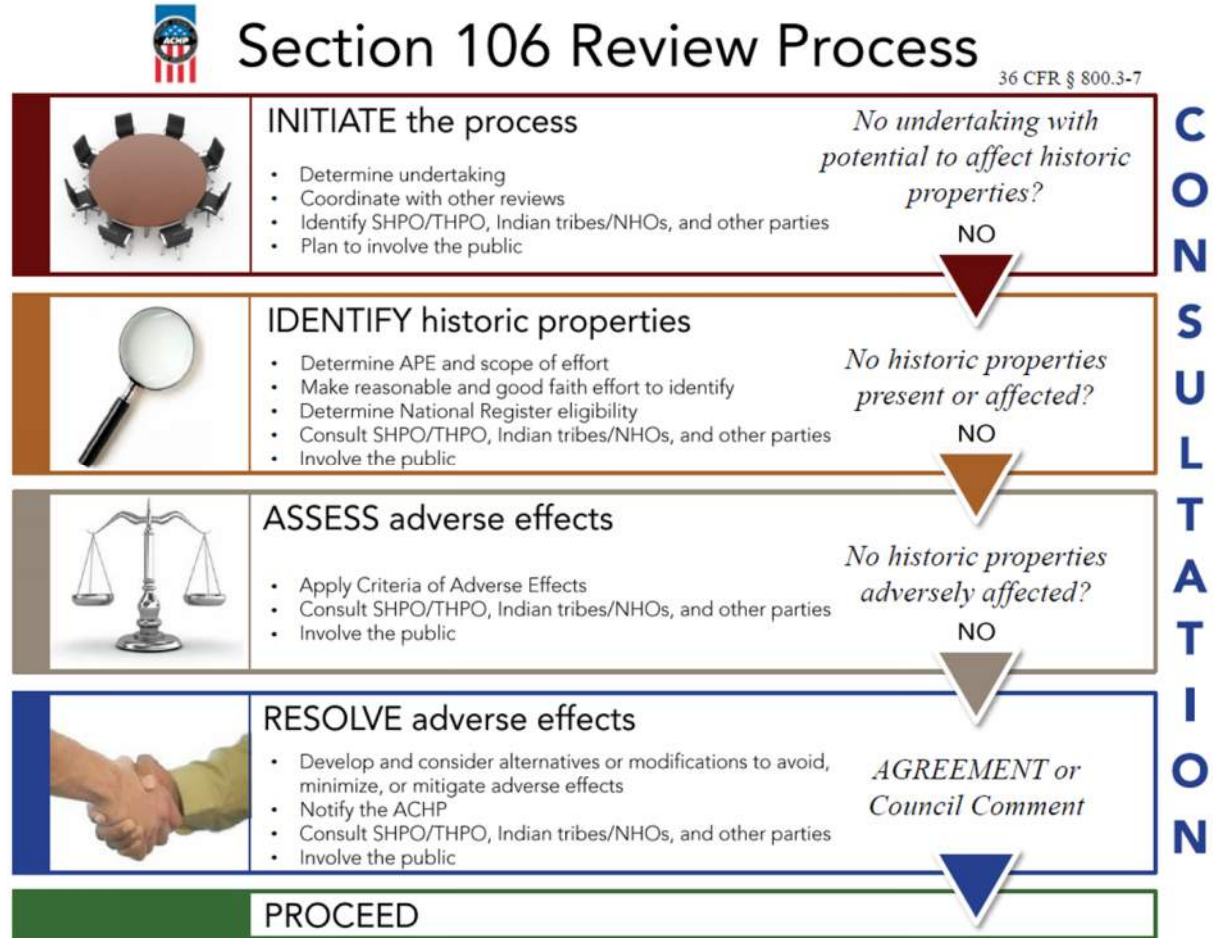 ACHP
Section 106 Review Process
36 CFR § 800.3-7
INITIATE the process
• Determine undertaking
• Coordinate with other reviews
• Identify SHPO/THPO, Indian tribes/NHOs, and other parties
• Plan to involve the public
No undertaking with
potential to affect historic
properties?
NO
IDENTIFY historic properties
• Determine APE and scope of effort
• Make reasonable and good faith effort to identify
• Determine National Register eligibility
• Consult SHPO/THPO, Indian tribes/NHOs, and other parties
• Involve the public
No historic properties
present or affected?
NO
ASSESS adverse effects
• Apply Criteria of Adverse Effects
• Consult SHPO/THPO, Indian tribes/NHOs, and other parties
• Involve the public
No historic properties
adversely affected?
NO
RESOLVE adverse effects
• Develop and consider alternatives or modifications to avoid,
minimize, or mitigate adverse effects
• Notify the ACHP
• Consult SHPO/THPO, Indian tribes/NHOs, and other parties
• Involve the public
AGREEMENT or
Council Comment
PROCEED
CONSULTATION